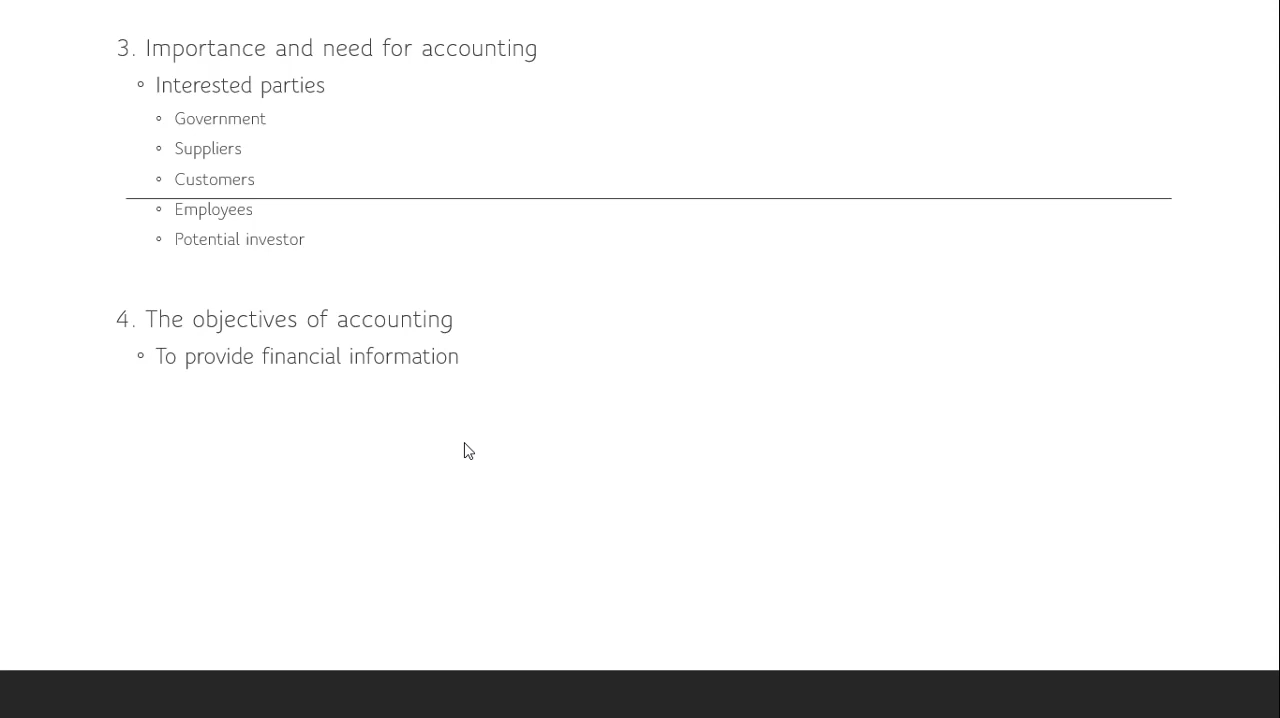 3. Importance and need for accounting
◦ Interested parties
◦ Government
◦ Suppliers
◦ Customers
◦ Employees
◦ Potential investor
4. The objectives of accounting
◦ To provide financial information